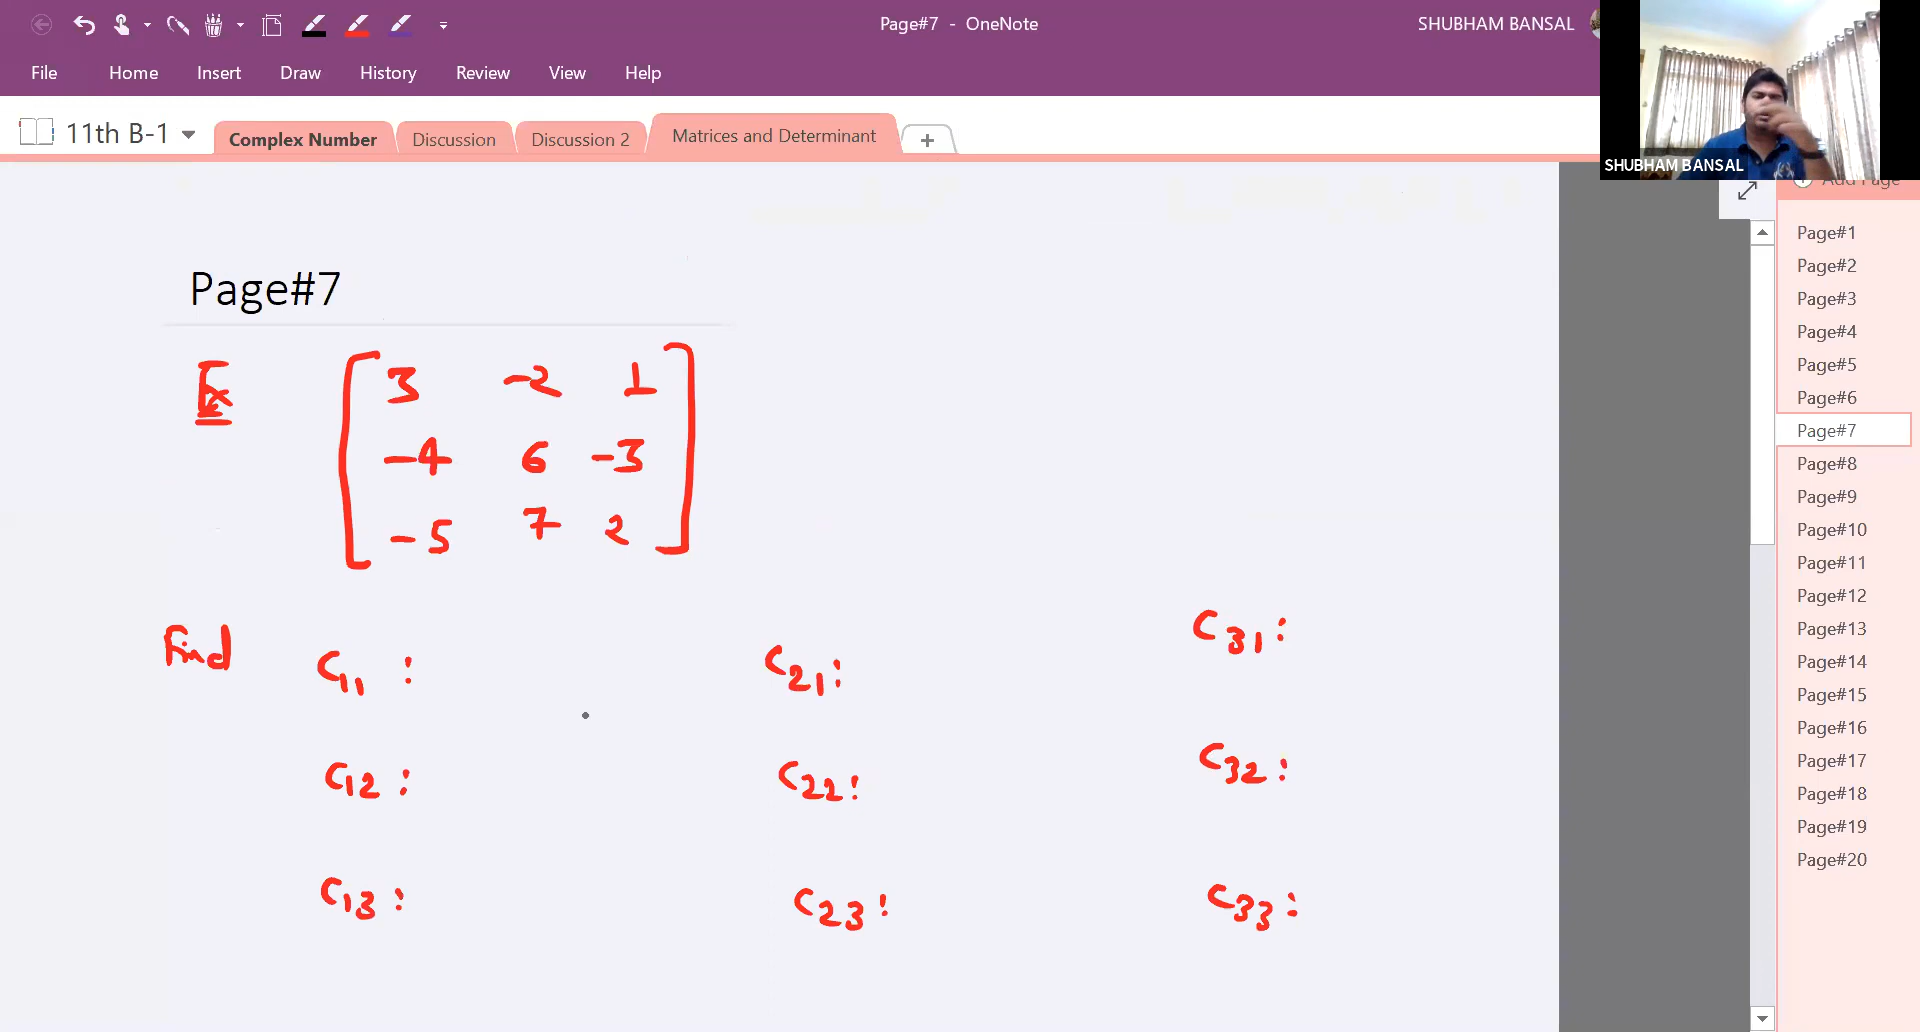 Page#7 - OneNote
SHUBHAM BANSAL
File Home Insert Draw History Review View Help
11th B-1
Complex Number
Discussion
Discussion 2
Matrices and Determinant
+
SHUBHAM BANSAL
Add Page
Page#1
Page#2
Page#3
Page#4
Page#5
Page#6
Page#7
Page#8
Page#9
Page#10
Page#11
Page#12
Page#13
Page#14
Page#15
Page#16
Page#17
Page#18
Page#19
Page#20
Page#7
Ex
3 -2 1
-4 6 -3
-5 7 2
Find
C11 :
C21:
C31:
C12 :
C22:
C32:
C13 :
C23:
C33: